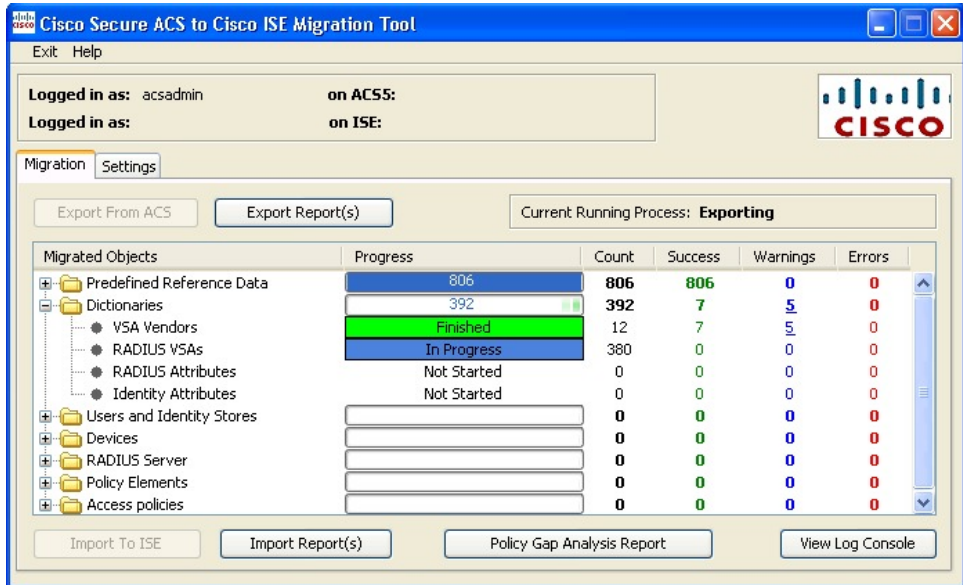 Cisco Secure ACS to Cisco ISE Migration Tool
Exit Help
Logged in as: acsadmin on ACS5:
Logged in as: on ISE:
CISCO
Migration Settings
Export From ACS Export Report(s) Current Running Process: Exporting
Migrated Objects Progress Count Success Warnings Errors
Predefined Reference Data 806 806 806 0 0
Dictionaries 392 392 7 5 0
VSA Vendors Finished 12 7 5 0
RADIUS VSAs In Progress 380 0 0 0
RADIUS Attributes Not Started 0 0 0 0
Identity Attributes Not Started 0 0 0 0
Users and Identity Stores 0 0 0 0
Devices 0 0 0 0
RADIUS Server 0 0 0 0
Policy Elements 0 0 0 0
Access policies 0 0 0 0
Import To ISE Import Report(s) Policy Gap Analysis Report View Log Console